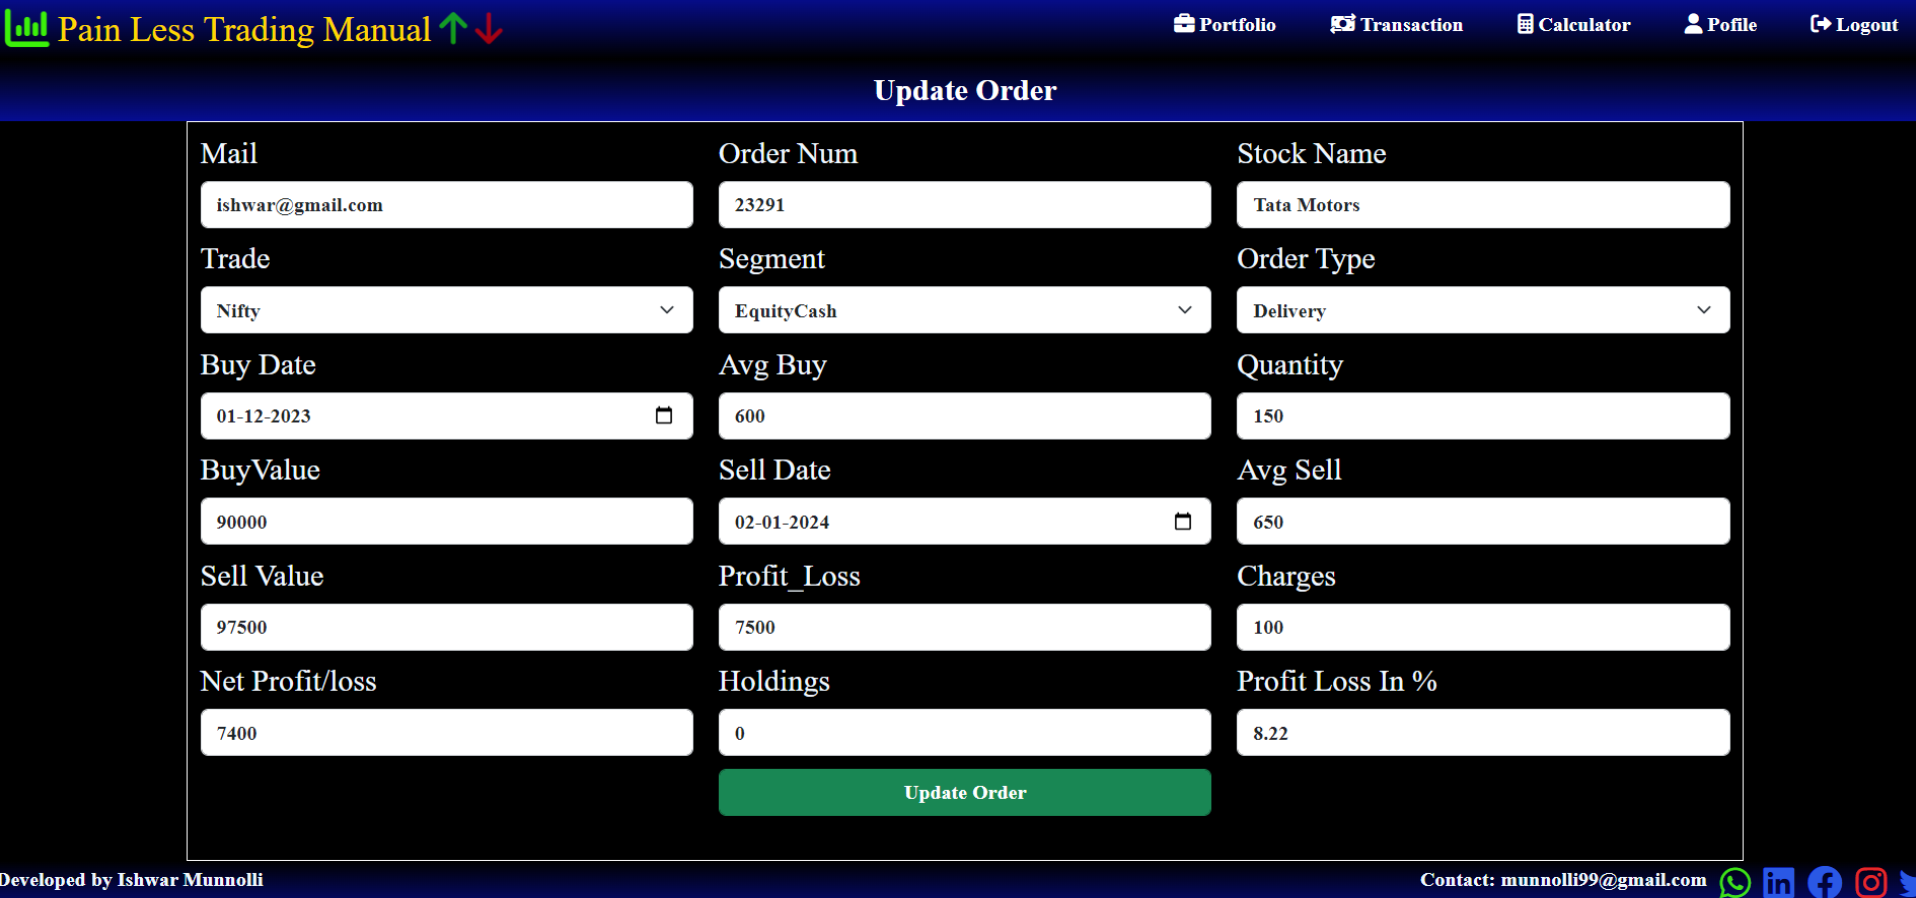 Pain Less Trading Manual
Portfolio Transaction Calculator Pofile Logout
Update Order
Mail Order Num Stock Name
ishwar@gmail.com 23291 Tata Motors
Trade Segment Order Type
Nifty EquityCash Delivery
Buy Date Avg Buy Quantity
01-12-2023 600 150
BuyValue Sell Date Avg Sell
90000 02-01-2024 650
Sell Value Profit_Loss Charges
97500 7500 100
Net Profit/loss Holdings Profit Loss In %
7400 0 8.22
Update Order
Developed by Ishwar Munnolli Contact: munnolli99@gmail.com